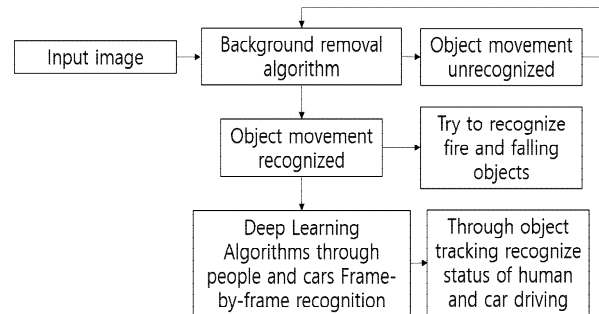 Input image
Background removal
algorithm
Object movement
unrecognized
Object movement
recognized
Try to recognize
fire and falling
objects
Deep Learning
Algorithms through
people and cars Frame-
by-frame recognition
Through object
tracking recognize
status of human
and car driving